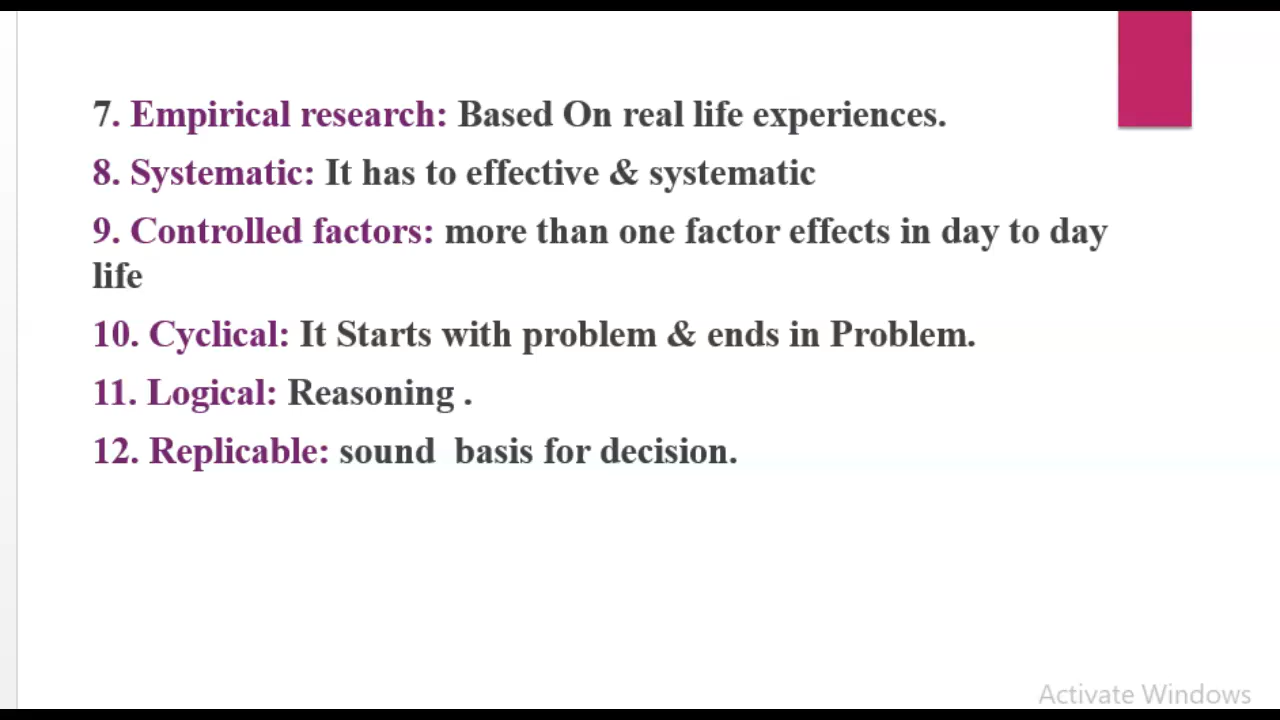 7. Empirical research: Based On real life experiences.
8. Systematic: It has to effective & systematic
9. Controlled factors: more than one factor effects in day to day
life
10. Cyclical: It Starts with problem & ends in Problem.
11. Logical: Reasoning .
12. Replicable: sound  basis for decision.
Activate Windows